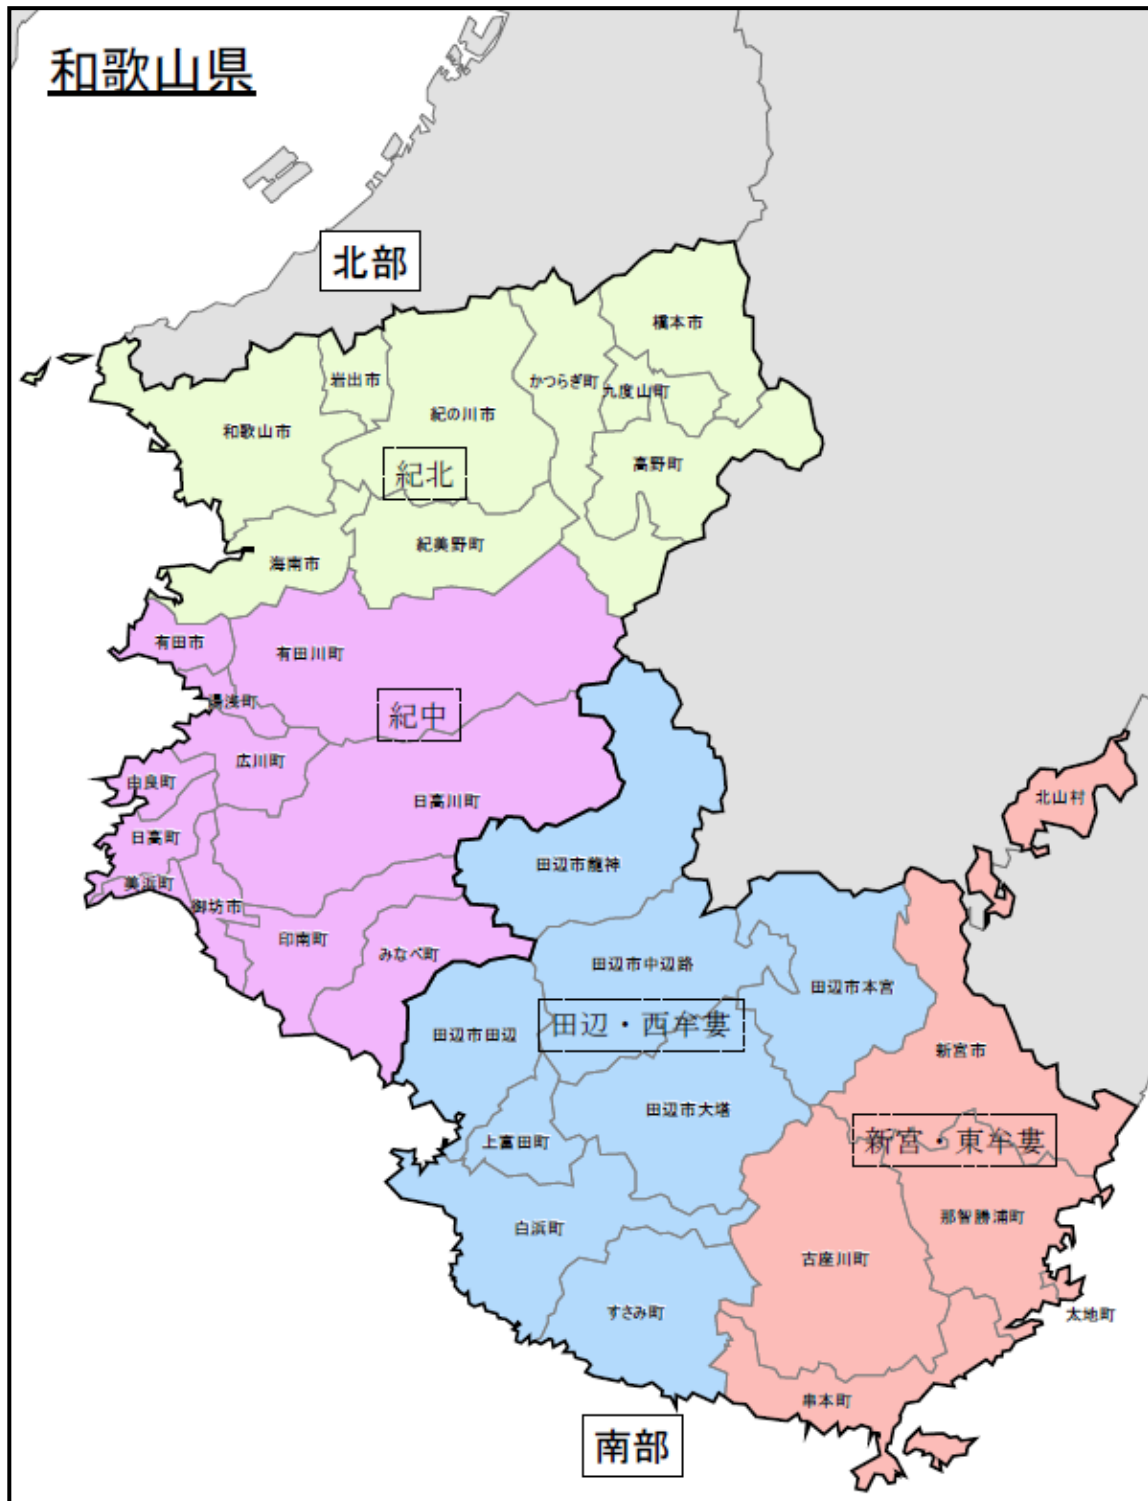 和歌山県
北部
橋本市
岩出市
かつらぎ町
九度山町
紀の川市
和歌山市
紀北
高野町
紀美野町
海南市
有田市
有田川町
湯浅町
紀中
広川町
由良町
日高川町
北山村
日高町
田辺市龍神
美浜町
御坊市
印南町
みなべ町
田辺市中辺路
田辺市本宮
田辺市田辺
田辺・西牟婁
新宮市
田辺市大塔
上富田町
新宮・東牟婁
那智勝浦町
白浜町
古座川町
すさみ町
太地町
串本町
南部